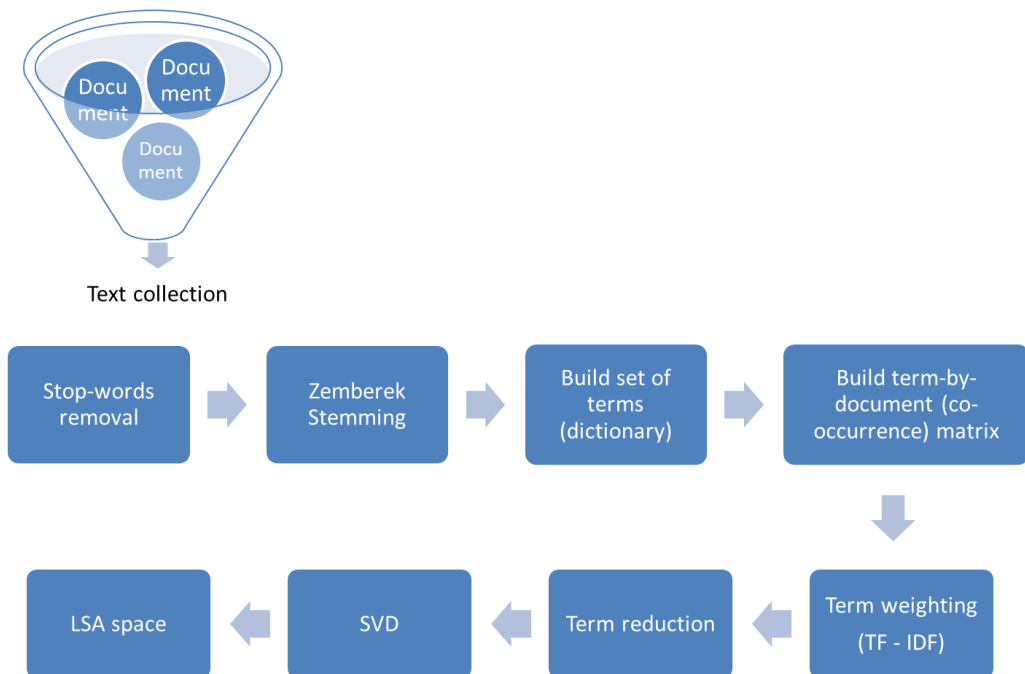 Docu
ment
Docu
ment
Docu
ment
Text collection
Stop-words
removal
Zemberek
Stemming
Build set of
terms
(dictionary)
Build term-by-
document (co-
occurrence) matrix
Term weighting
(TF - IDF)
Term reduction
SVD
LSA space